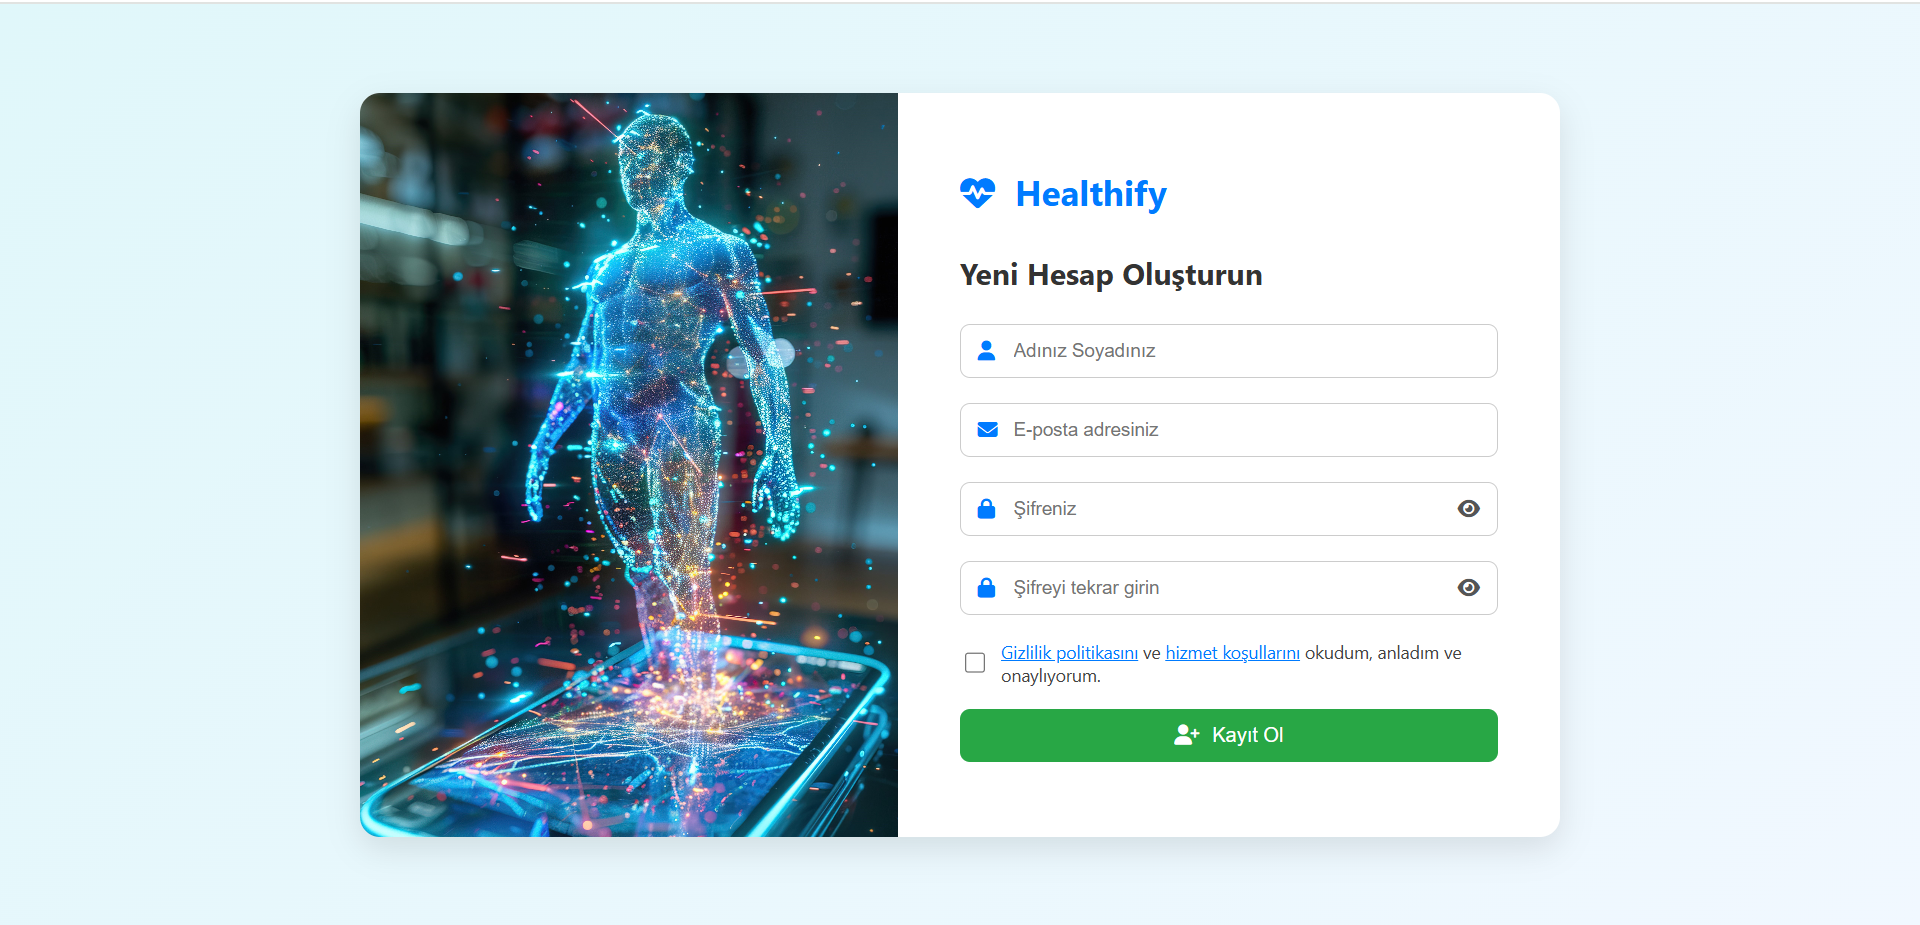 Healthify
Yeni Hesap Oluşturun
Adınız Soyadınız
E-posta adresiniz
Şifreniz
Şifreyi tekrar girin
Gizlilik politikasını ve hizmet koşullarını okudum, anladım ve
onaylıyorum.
Kayıt Ol